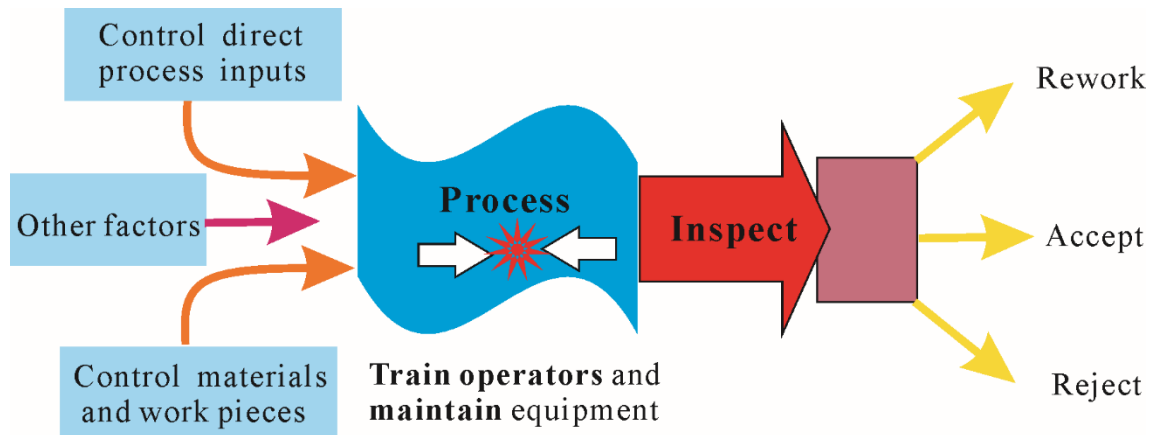 Control direct
process inputs
Other factors
Control materials
and work pieces
Process
Train operators and
maintain equipment
Inspect
Rework
Accept
Reject